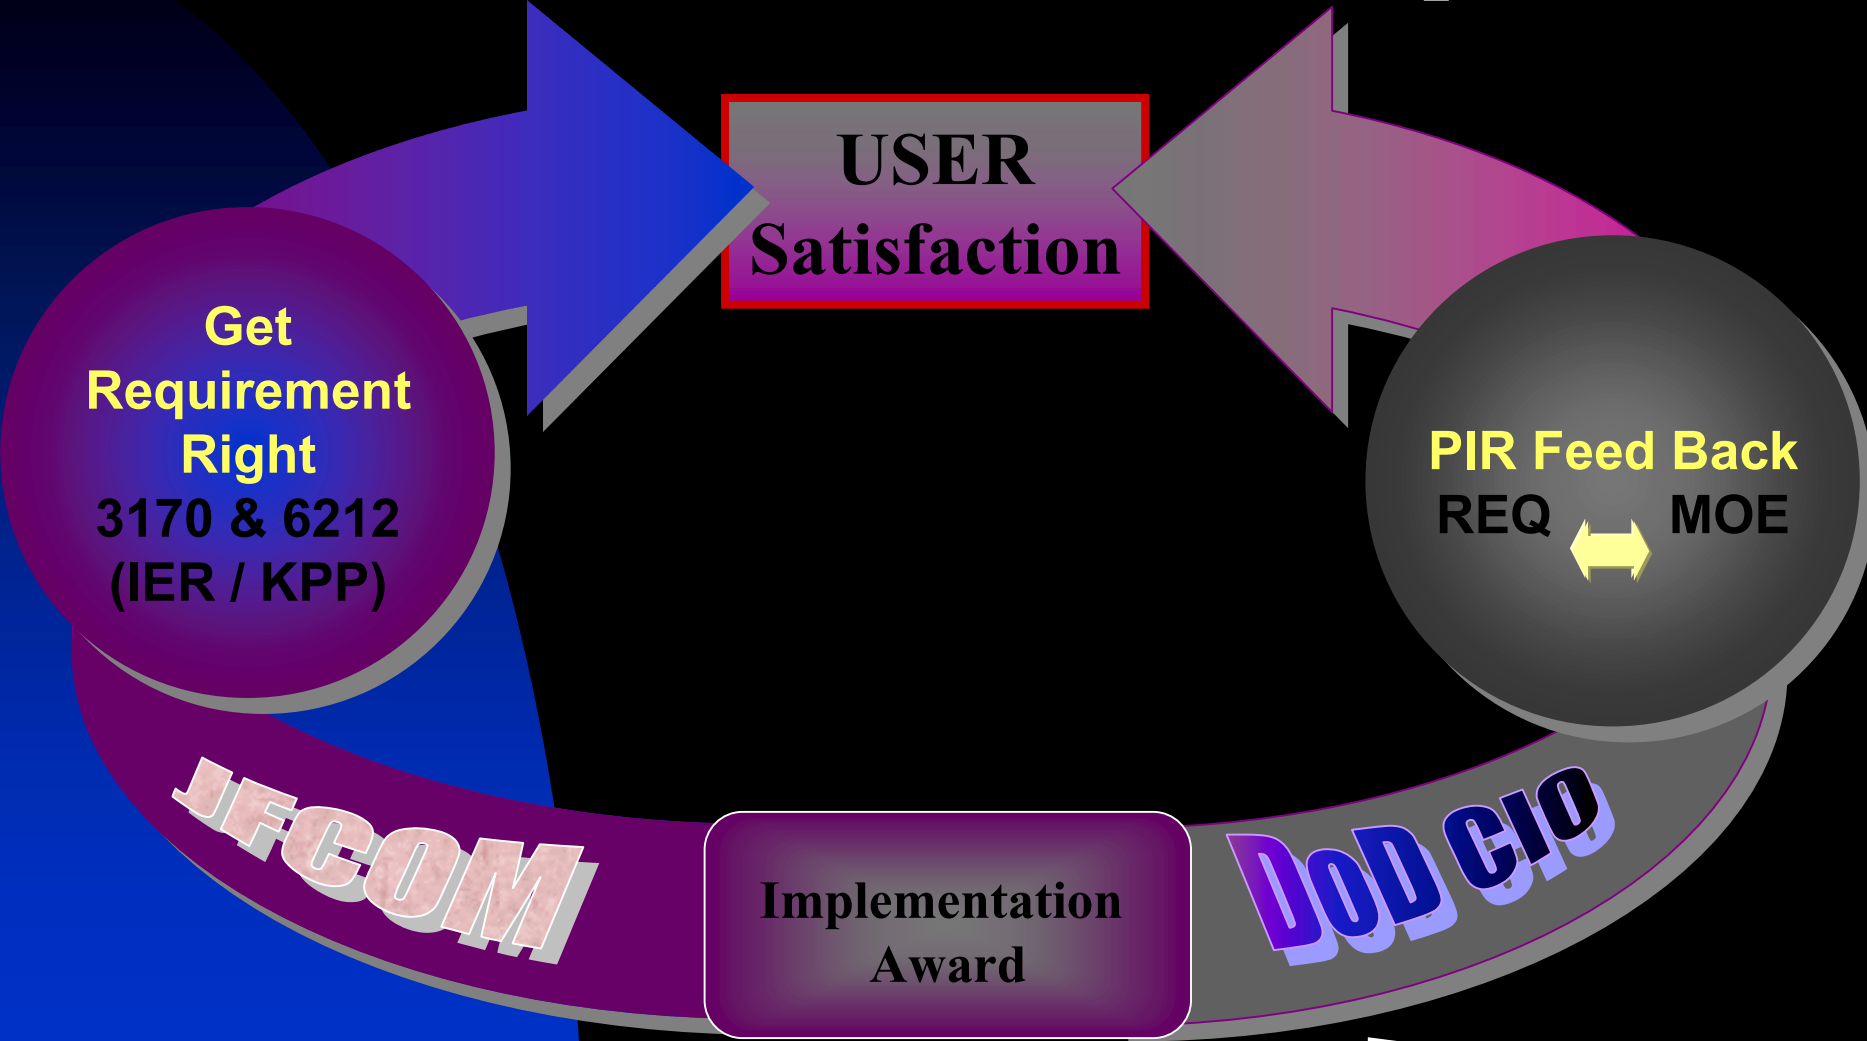 USER
Satisfaction
Get
Requirement
Right
3170 & 6212
(IER / KPP)
PIR Feed Back
REQ MOE
JFCOM
DoD CIO
Implementation
Award